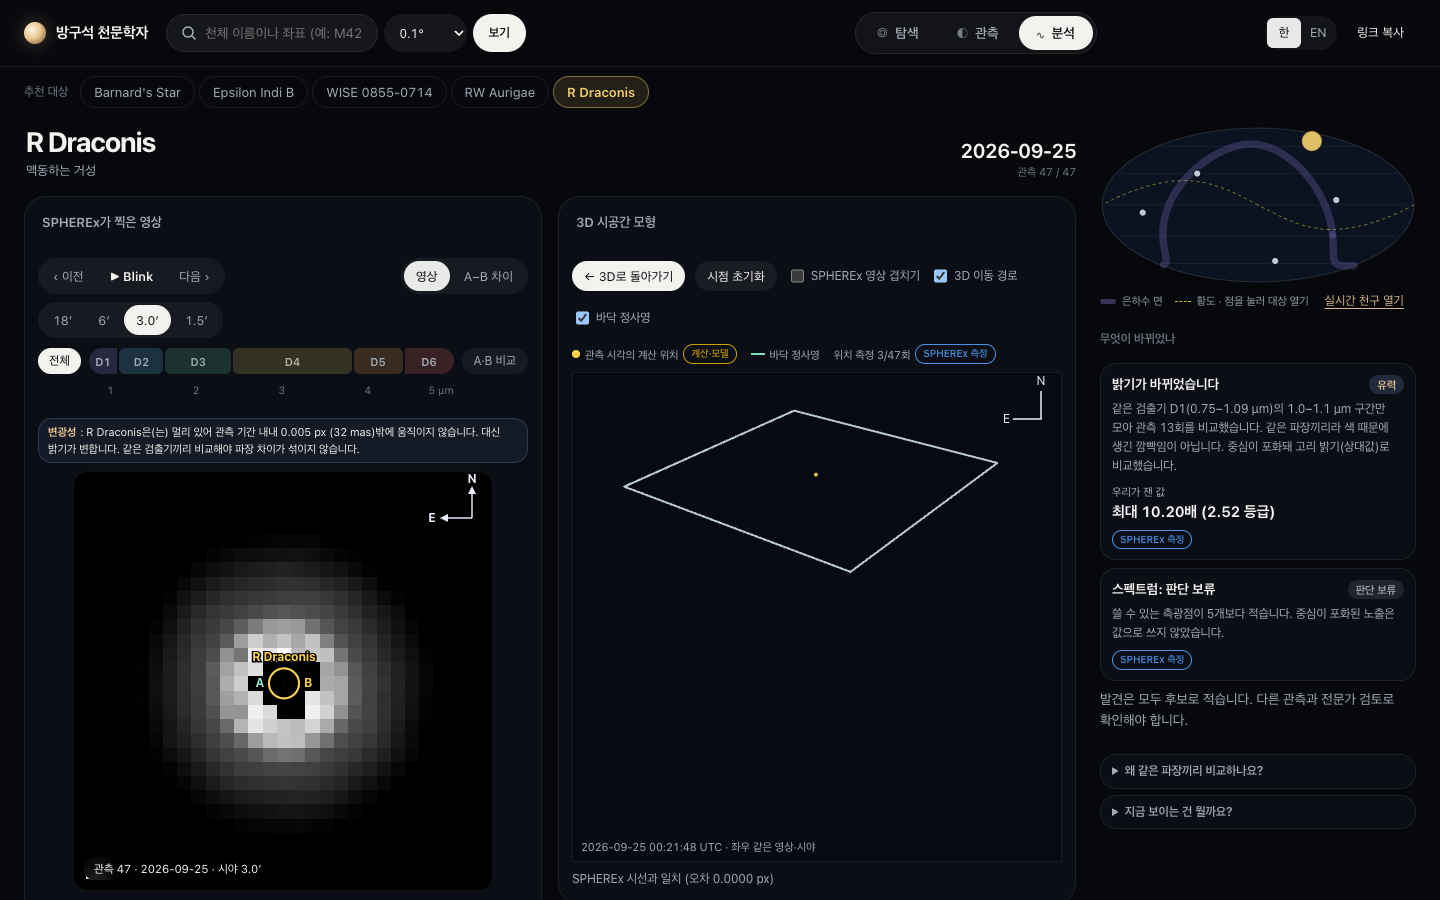 방구석 천문학자
천체 이름이나 좌표 (예: M42
0.1°
보기
탐색
관측
분석
한
EN
링크 복사
추천 대상
Barnard's Star
Epsilon Indi B
WISE 0855-0714
RW Aurigae
R Draconis
R Draconis
맥동하는 거성
2026-09-25
관측 47 / 47
SPHEREx가 찍은 영상
‹ 이전
▶ Blink
다음 ›
영상
A−B 차이
18′
6′
3.0′
1.5′
전체
D1
D2
D3
D4
D5
D6
A·B 비교
1
2
3
4
5 μm
변광성 : R Draconis은(는) 멀리 있어 관측 기간 내내 0.005 px (32 mas)밖에 움직이지 않습니다. 대신
밝기가 변합니다. 같은 검출기끼리 비교해야 파장 차이가 섞이지 않습니다.
N
E
R Draconis
A
B
관측 47 · 2026-09-25 · 시야 3.0′
3D 시공간 모형
← 3D로 돌아가기
시점 초기화
SPHEREx 영상 겹치기
3D 이동 경로
바닥 정사영
관측 시각의 계산 위치
계산·모델
바닥 정사영
위치 측정 3/47회
SPHEREx 측정
N
E
2026-09-25 00:21:48 UTC · 좌우 같은 영상·시야
SPHEREx 시선과 일치 (오차 0.0000 px)
은하수 면
---- 황도 · 점을 눌러 대상 열기
실시간 천구 열기
무엇이 바뀌었나
밝기가 바뀌었습니다
유력
같은 검출기 D1(0.75–1.09 μm)의 1.0–1.1 μm 구간만
모아 관측 13회를 비교했습니다. 같은 파장끼리라 색 때문에
생긴 깜빡임이 아닙니다. 중심이 포화돼 고리 밝기(상대값)로
비교했습니다.
우리가 잰 값
최대 10.20배 (2.52 등급)
SPHEREx 측정
스펙트럼: 판단 보류
판단 보류
쓸 수 있는 측광점이 5개보다 적습니다. 중심이 포화된 노출은
값으로 쓰지 않았습니다.
SPHEREx 측정
발견은 모두 후보로 적습니다. 다른 관측과 전문가 검토로
확인해야 합니다.
▶ 왜 같은 파장끼리 비교하나요?
▶ 지금 보이는 건 뭘까요?